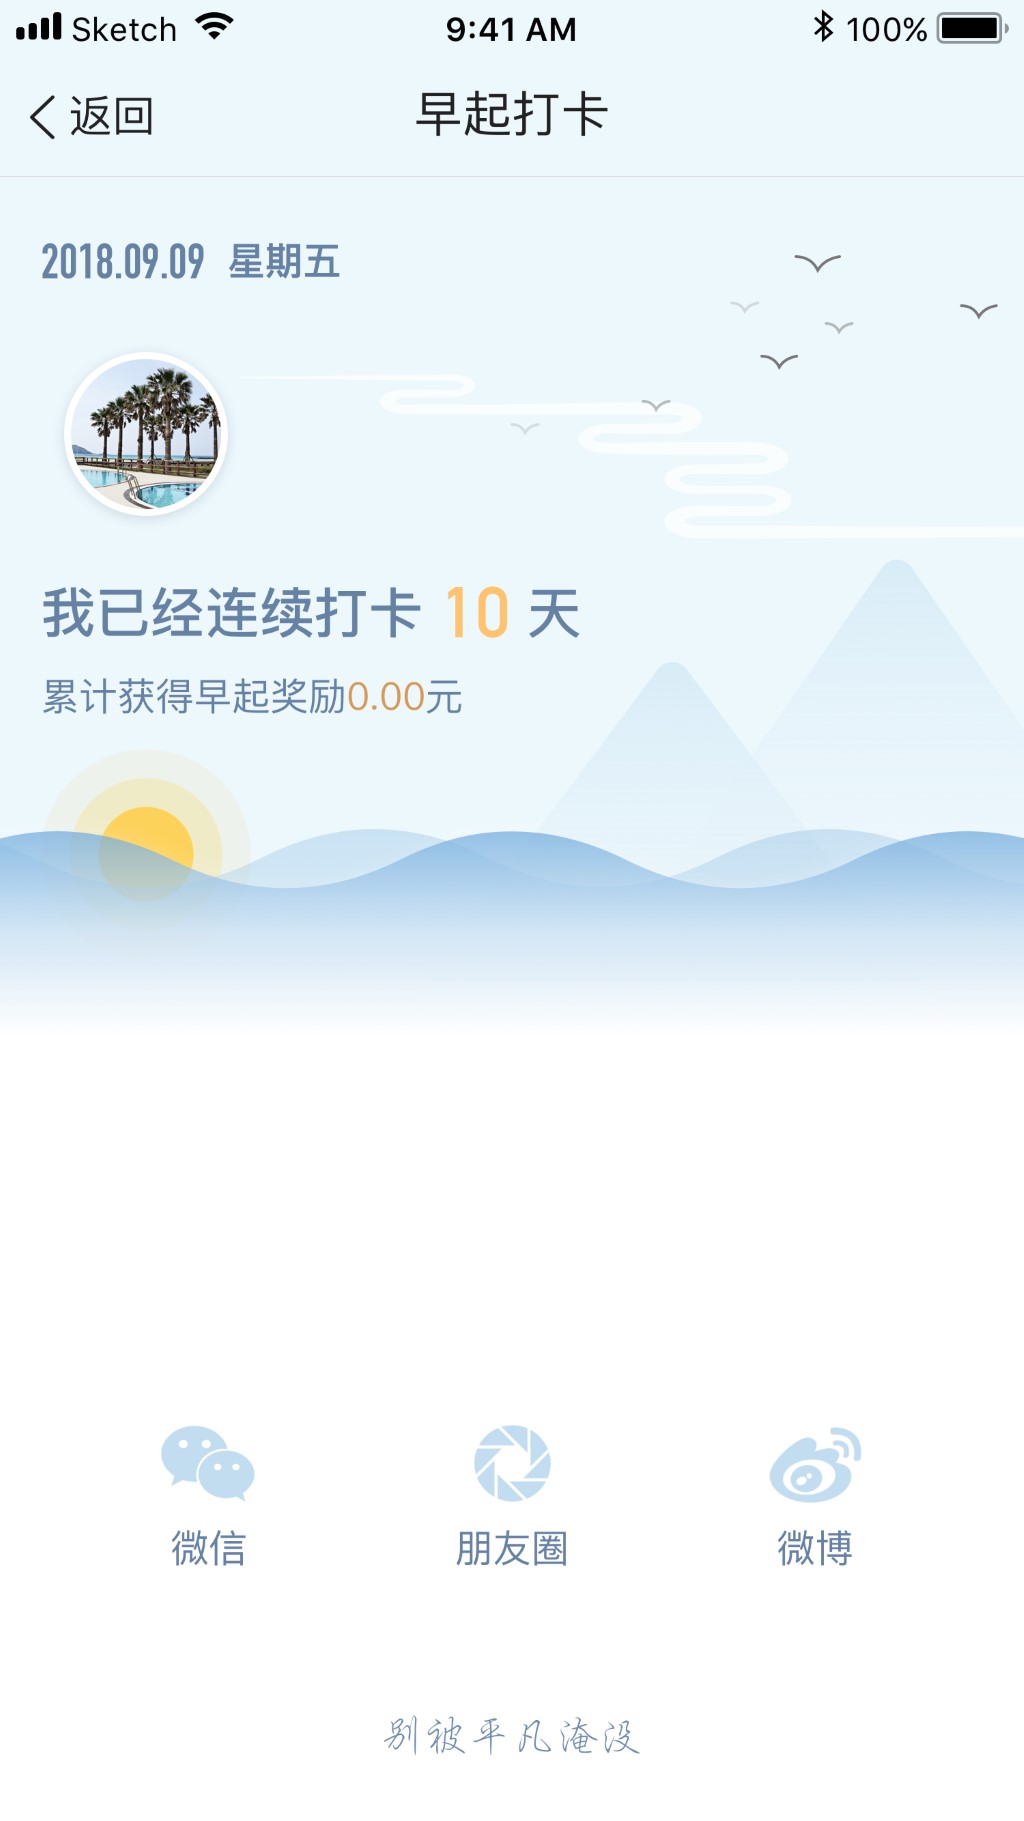 Sketch 9:41 AM 100%
返回 早起打卡
2018.09.09 星期五
我已经连续打卡 10 天
累计获得早起奖励0.00元
微信 朋友圈 微博
别被平凡淹没